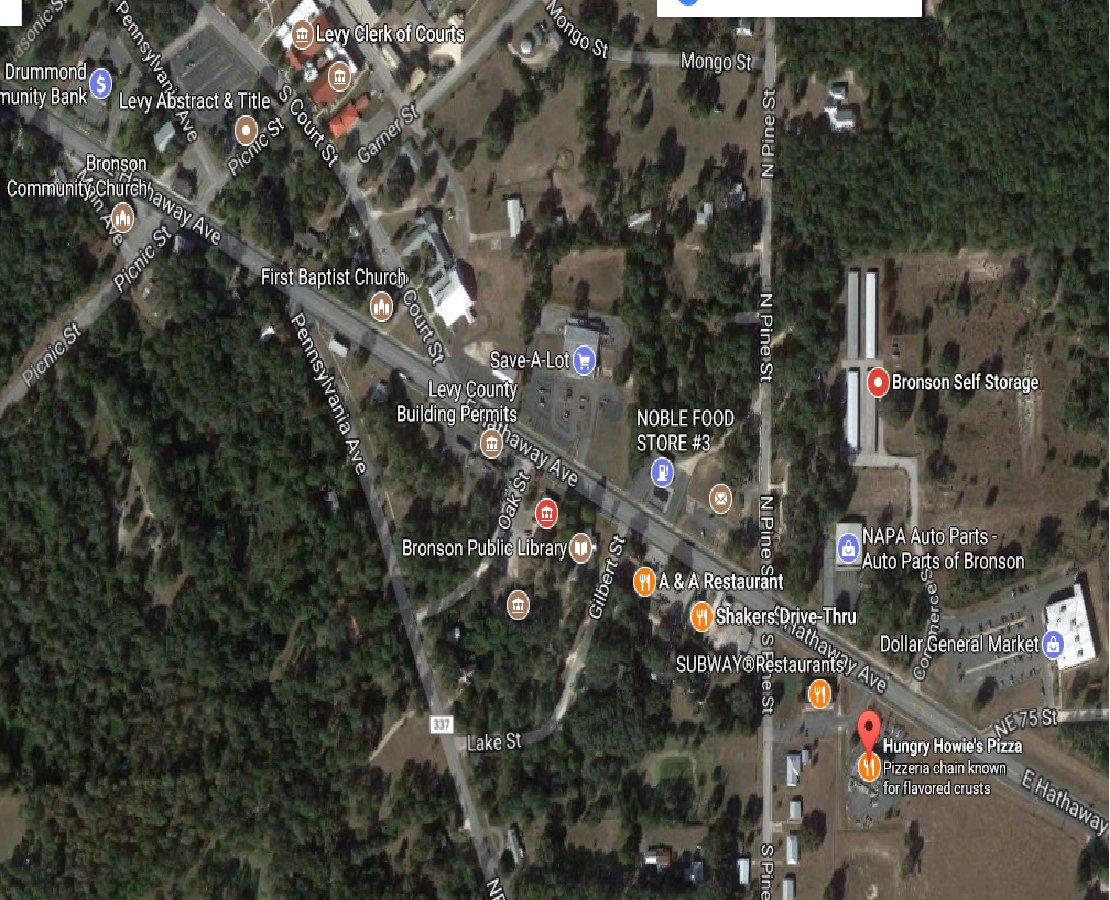 asonic St
Pennsylvania Ave
Levy Clerk of Courts
Mongo St
Mongo St
Drummond
munity Bank
Levy Abstract & Title
S Court St
Garner St
Picnic St
N Pine St
Bronson
Community Church
Main Ave
Hathaway Ave
Picnic St
First Baptist Church
Court St
N Pine St
Picnic St
Pennsylvania Ave
Save-A-Lot
Bronson Self Storage
Levy County
Building Permits
Hathaway Ave
NOBLE FOOD
STORE #3
Oak St
N Pine S
Bronson Public Library
Gilbert St
NAPA Auto Parts -
Auto Parts of Bronson
A & A Restaurant
Shakers Drive-Thru
Hathaway Ave
Commerce S
Dollar General Market
SUBWAY®Restaurants
S Pine St
337
Lake St
NE 75 St
Hungry Howie's Pizza
Pizzeria chain known
for flavored crusts
E Hathaway
S Pine
NE